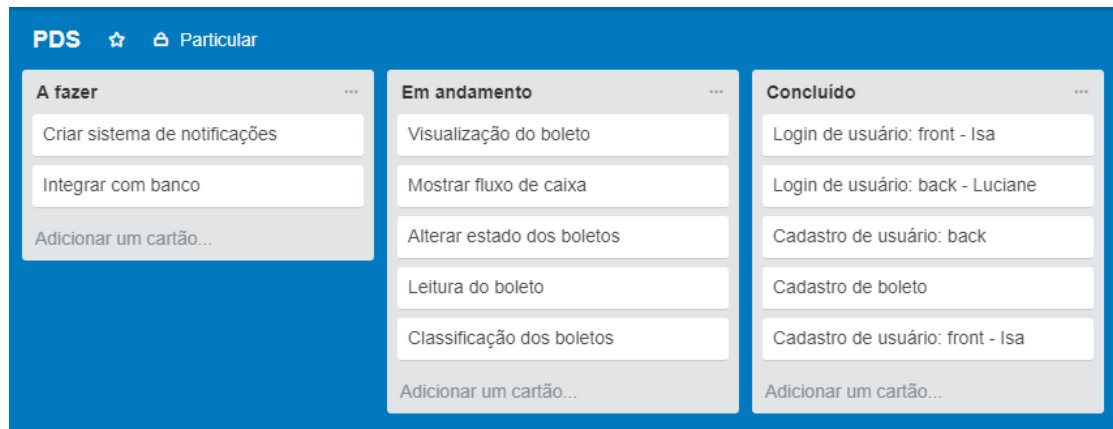 PDS Particular
A fazer
Criar sistema de notificações
Integrar com banco
Adicionar um cartão...
Em andamento
Visualização do boleto
Mostrar fluxo de caixa
Alterar estado dos boletos
Leitura do boleto
Classificação dos boletos
Adicionar um cartão...
Concluído
Login de usuário: front - Isa
Login de usuário: back - Luciane
Cadastro de usuário: back
Cadastro de boleto
Cadastro de usuário: front - Isa
Adicionar um cartão...